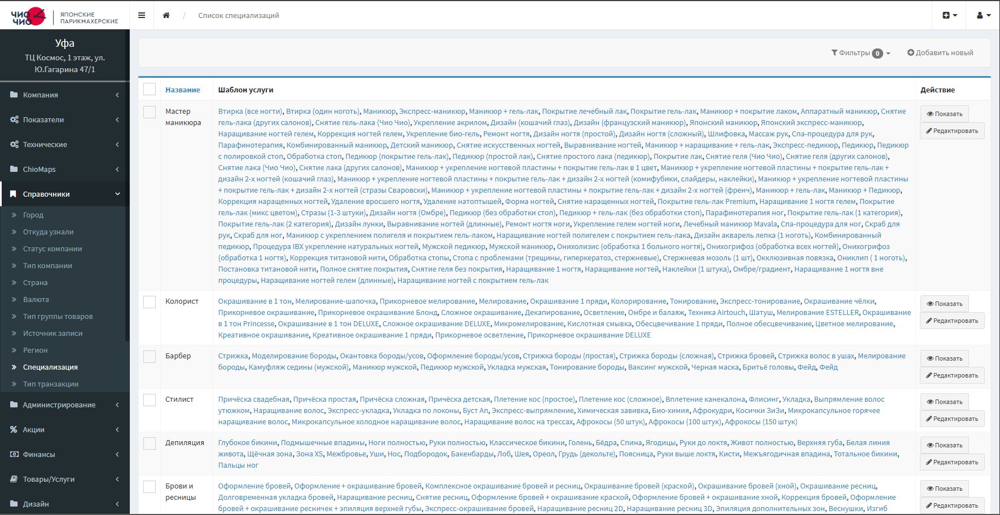 ЧИО ЧИО
ЯПОНСКИЕ
ПАРИКМАХЕРСКИЕ
/ Список специализаций
Уфа
ТЦ Космос, 1 этаж, ул.
Ю.Гагарина 47/1
Компания
Показатели
Технические
ChioMaps
Справочники
Город
Откуда узнали
Статус компании
Тип компании
Страна
Валюта
Тип группы товаров
Источник записи
Регион
Специализация
Тип транзакции
Администрирование
Акции
Финансы
Товары/Услуги
Дизайн
Фильтры 0 Добавить новый
Название Шаблон услуги Действие
Мастер
маникюра
Втирка (все ногти), Втирка (один ноготь), Маникюр, Экспресс-маникюр, Маникюр + гель-лак, Покрытие лечебный лак, Покрытие гель-лак, Маникюр + покрытие лаком, Аппаратный маникюр, Снятие
гель-лака (других салонов), Снятие гель-лака (Чио Чио), Укрепление акрилом, Дизайн (кошачий глаз), Дизайн (французский маникюр), Японский маникюр, Японский экспресс-маникюр,
Наращивание ногтей гелем, Коррекция ногтей гелем, Укрепление био-гель, Ремонт ногтя, Дизайн ногтя (простой), Дизайн ногтя (сложный), Шлифовка, Массаж рук, Спа-процедура для рук,
Парафинотерапия, Комбинированный маникюр, Детский маникюр, Снятие искусственных ногтей, Выравнивание ногтей, Маникюр + наращивание + гель-лак, Экспресс-педикюр, Педикюр, Педикюр
с полировкой стоп, Обработка стоп, Педикюр (покрытие гель-лак), Педикюр (простой лак), Снятие простого лака (педикюр), Покрытие лак, Снятие геля (Чио Чио), Снятие геля (других салонов),
Снятие лака (Чио Чио), Снятие лака (других салонов), Маникюр + укрепление ногтевой пластины + покрытие гель-лак в 1 цвет, Маникюр + укрепление ногтевой пластины + покрытие гель-лак +
дизайн 2-х ногтей (кошачий глаз), Маникюр + укрепление ногтевой пластины + покрытие гель-лак + дизайн 2-х ногтей (комифубики, слайдеры, наклейки), Маникюр + укрепление ногтевой пластины
+ покрытие гель-лак + дизайн 2-х ногтей (стразы Сваровски), Маникюр + укрепление ногтевой пластины + покрытие гель-лак + дизайн 2-х ногтей (френч), Маникюр + гель-лак, Маникюр + Педикюр,
Коррекция наращенных ногтей, Удаление вросшего ногтя, Удаление натоптышей, Форма ногтей, Снятие наращенных ногтей, Покрытие гель-лак Premium, Наращивание 1 ногтя гелем, Покрытие
гель-лак (микс цветом), Стразы (1-3 штуки), Дизайн ногтя (Омбре), Педикюр (без обработки стоп), Педикюр + гель-лак (без обработки стоп), Парафинотерапия ног, Покрытие гель-лак (1 категория),
Покрытие гель-лак (2 категория), Дизайн лунки, Выравнивание ногтей (длинные), Ремонт ногтя ноги, Укрепление гелем ногтей ноги, Лечебный маникюр Mavala, Спа-процедура для ног, Скраб для
рук, Скраб для ног, Маникюр с укреплением полигеля и покрытием гель-лаком, Наращивание ногтей полигелем с покрытием гель-лака, Дизайн акварель лепка (1 ноготь), Комбинированный
педикюр, Процедура IBX укрепление натуральных ногтей, Мужской педикюр, Мужской маникюр, Онихолизис (обработка 1 больного ногтя), Онихогрифоз (обработка всех ногтей), Онихогрифоз
(обработка 1 ногтя), Коррекция титановой нити, Обработка стопы, Стопа с проблемами (трещины, гиперкератоз, стержневые), Стержневая мозоль (1 шт), Окклюзивная повязка, Ониклип ( 1 ноготь),
Постановка титановой нити, Полное снятие покрытия, Снятие геля без покрытия, Наращивание 1 ногтя, Наращивание ногтей, Наклейки (1 штука), Омбре/градиент, Наращивание 1 ногтя вне
процедуры, Наращивание ногтей гелем (длинные), Наращивание ногтей с покрытием гель-лак
Показать
Редактировать
Колорист
Окрашивание в 1 тон, Мелирование-шапочка, Прикорневое мелирование, Мелирование, Окрашивание 1 пряди, Колорирование, Тонирование, Экспресс-тонирование, Окрашивание чёлки,
Прикорневое окрашивание, Прикорневое окрашивание Блонд, Сложное окрашивание, Декапирование, Осветление, Омбре и балаяж, Техника Airtouch, Шатуш, Мелирование ESTELLER, Окрашивание
в 1 тон Princesse, Окрашивание в 1 тон DELUXE, Сложное окрашивание DELUXE, Микромелирование, Кислотная смывка, Обесцвечивание 1 пряди, Полное обесцвечивание, Цветное мелирование,
Креативное окрашивание, Креативное окрашивание 1 пряди, Прикорневое осветление, Прикорневое окрашивание DELUXE
Показать
Редактировать
Барбер
Стрижка, Моделирование бороды, Окантовка бороды/усов, Оформление бороды/усов, Стрижка бороды (простая), Стрижка бороды (сложная), Стрижка бровей, Стрижка волос в ушах, Мелирование
бороды, Камуфляж седины (мужской), Маникюр мужской, Педикюр мужской, Укладка мужская, Тонирование бороды, Ваксинг мужской, Черная маска, Бритьё головы, Фейд, Фейд
Показать
Редактировать
Стилист
Причёска свадебная, Причёска простая, Причёска сложная, Причёска детская, Плетение кос (простое), Плетение кос (сложное), Вплетение канекалона, Флисинг, Укладка, Выпрямление волос
утюжком, Наращивание волос, Экспресс-укладка, Укладка по локоны, Буст Ап, Экспресс-выпрямление, Химическая завивка, Био-химия, Афрокудри, Косички ЗиЗи, Микрокапсульное горячее
наращивание волос, Микрокапсульное холодное наращивание волос, Наращивание волос на трессах, Афрокосы (50 штук), Афрокосы (100 штук), Афрокосы (150 штук)
Показать
Редактировать
Депиляция
Глубокое бикини, Подмышечные впадины, Ноги полностью, Руки полностью, Классическое бикини, Голень, Бёдра, Спина, Ягодицы, Руки до локтя, Живот полностью, Верхняя губа, Белая линия
живота, Щёчная зона, Зона XS, Межбровье, Уши, Нос, Подбородок, Бакенбарды, Лоб, Шея, Ореол, Грудь (декольте), Поясница, Руки выше локтя, Кисти, Межъягодичная впадина, Тотальное бикини,
Пальцы ног
Показать
Редактировать
Брови и
ресницы
Оформление бровей, Оформление + окрашивание бровей, Комплексное окрашивание бровей и ресниц, Окрашивание бровей (краской), Окрашивание бровей (хной), Окрашивание ресниц,
Долговременная укладка бровей, Наращивание ресниц, Снятие ресниц, Оформление бровей + окрашивание краской, Оформление бровей + окрашивание хной, Коррекция бровей, Оформление
бровей + окрашивание ресничек + эпиляция верхней губы, Экспресс-окрашивание бровей, Наращивание ресниц 2D, Наращивание ресниц 3D, Эпиляция дополнительных зон, Веснушки, Изгиб
Показать
Редактировать